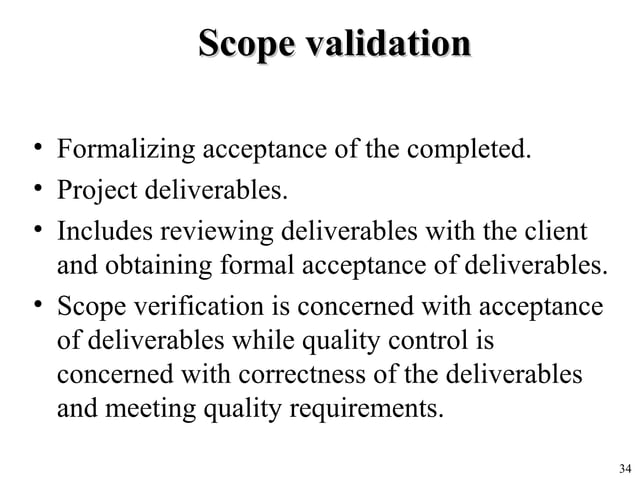 Scope validation
• Formalizing acceptance of the completed.
• Project deliverables.
• Includes reviewing deliverables with the client
and obtaining formal acceptance of deliverables.
• Scope verification is concerned with acceptance
of deliverables while quality control is
concerned with correctness of the deliverables
and meeting quality requirements.
34